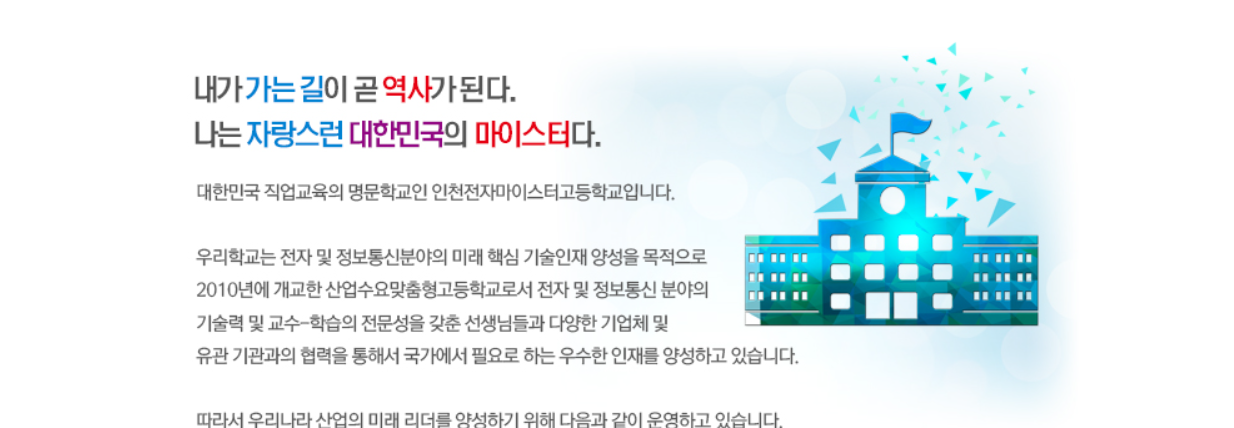 내가 가는 길이 곧 역사가 된다.
나는 자랑스런 대한민국의 마이스터다.
대한민국 직업교육의 명문학교인 인천전자마이스터고등학교입니다.
우리학교는 전자 및 정보통신분야의 미래 핵심 기술인재 양성을 목적으로
2010년에 개교한 산업수요맞춤형고등학교로서 전자 및 정보통신 분야의
기술력 및 교수-학습의 전문성을 갖춘 선생님들과 다양한 기업체 및
유관 기관과의 협력을 통해서 국가에서 필요로 하는 우수한 인재를 양성하고 있습니다.
따라서 우리나라 산업의 미래 리더를 양성하기 위해 다음과 같이 운영하고 있습니다.